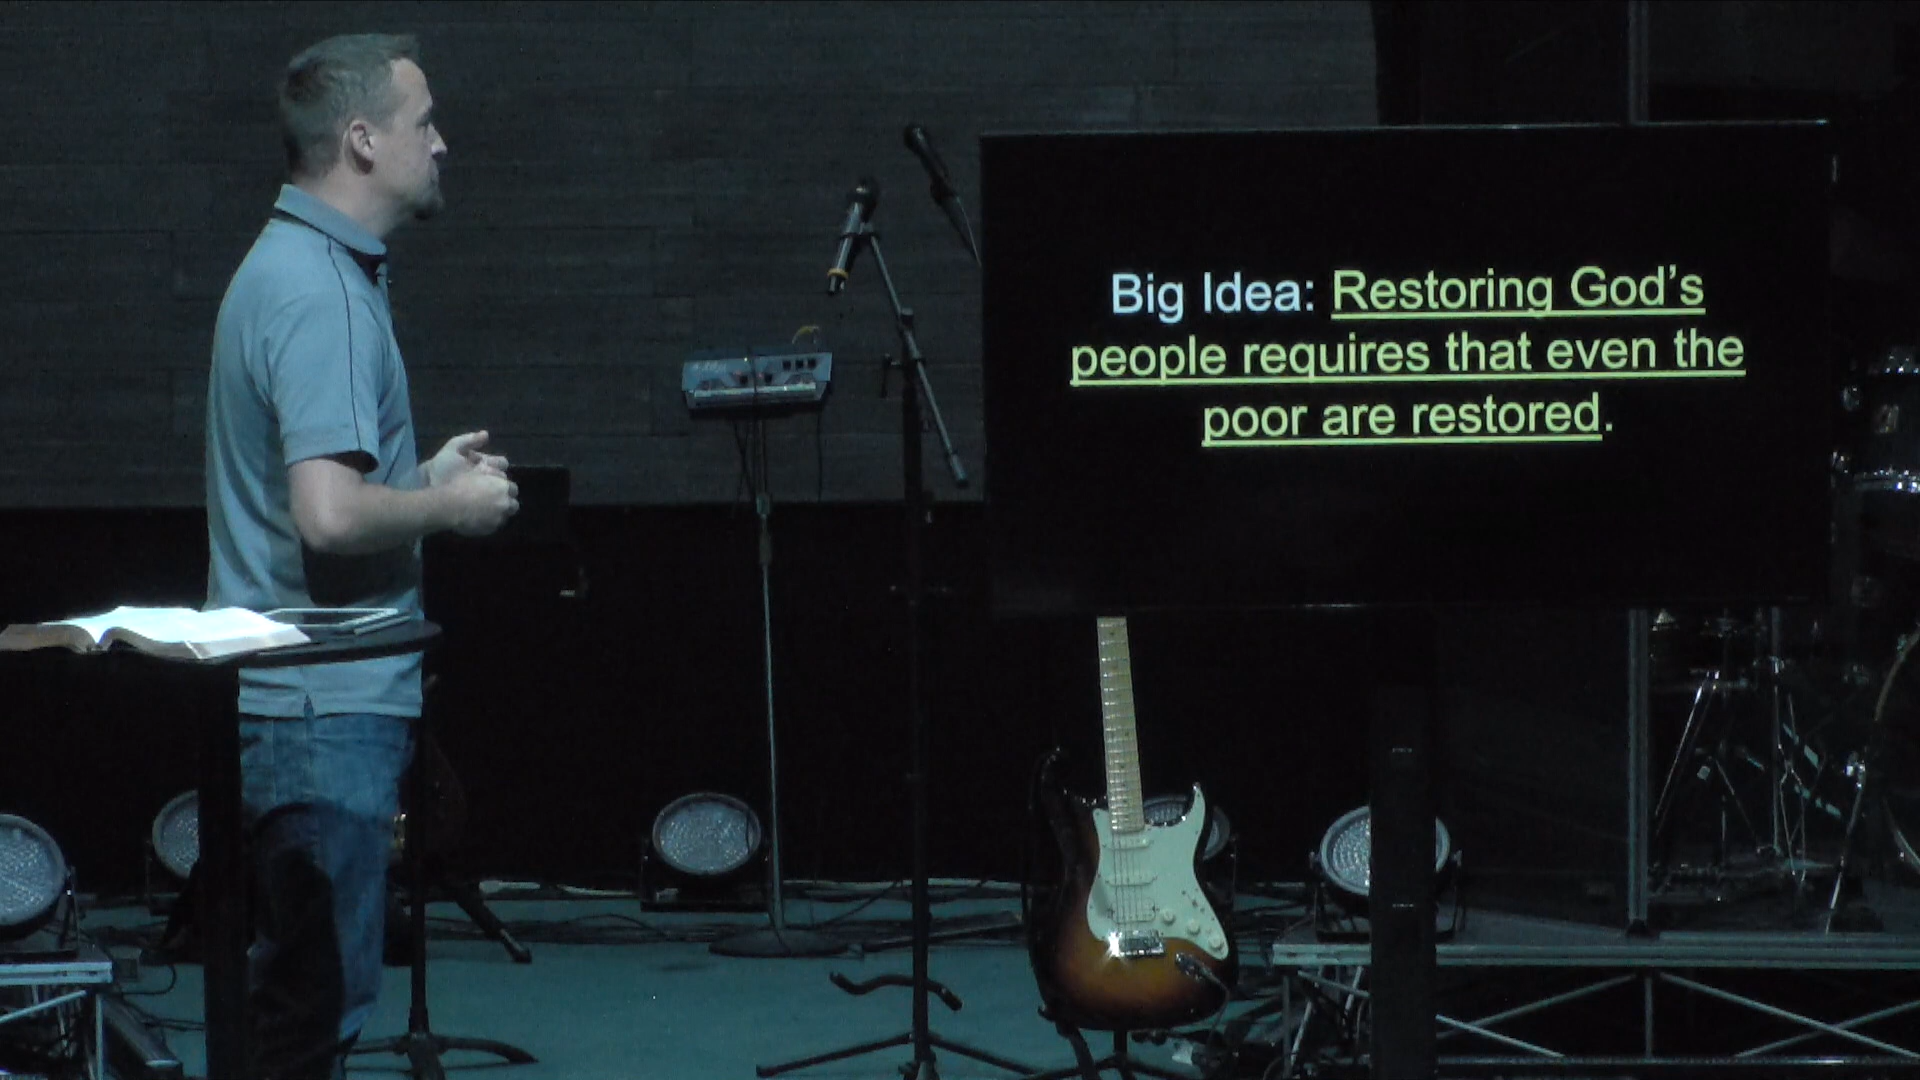 Big Idea: Restoring God's
people requires that even the
poor are restored.